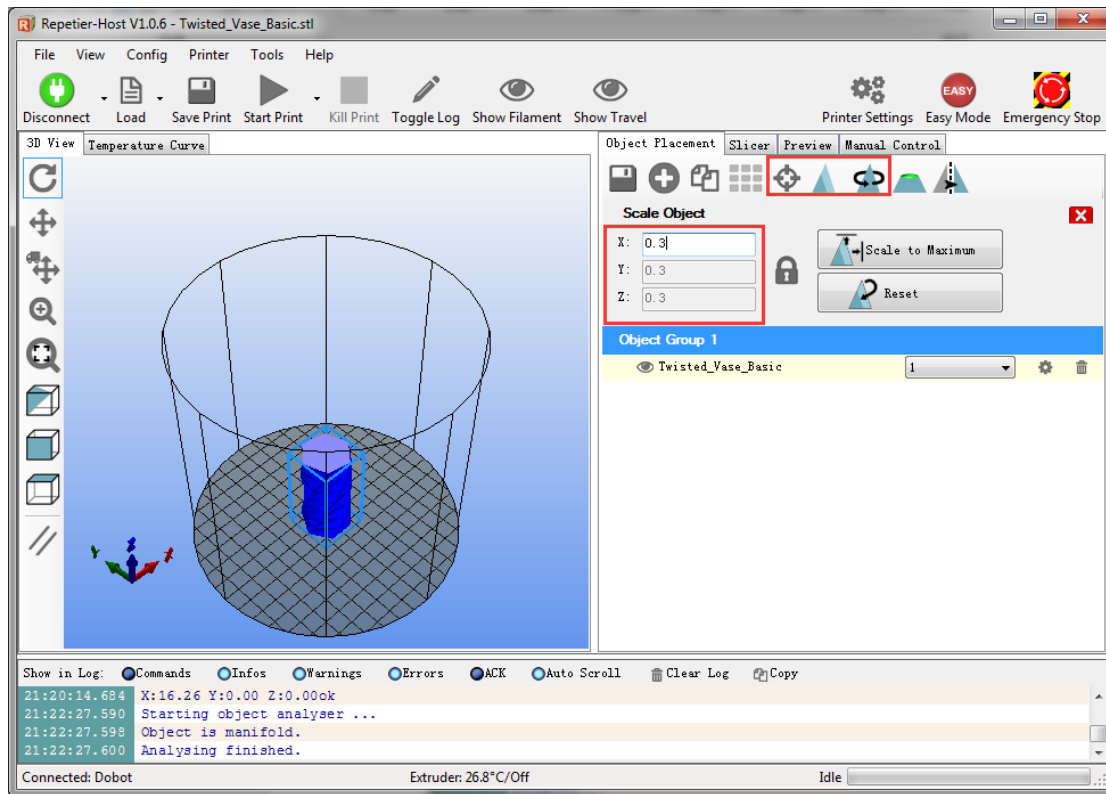 Repetier-Host V1.0.6 - Twisted_Vase_Basic.stl
File View Config Printer Tools Help
Disconnect Load Save Print Start Print Kill Print Toggle Log Show Filament Show Travel Printer Settings Easy Mode Emergency Stop
EASY
3D View Temperature Curve
Object Placement Slicer Preview Manual Control
Scale Object
X: 0.3
Y: 0.3
Z: 0.3
Scale to Maximum
Reset
Object Group 1
Twisted_Vase_Basic 1
Y Z X
Show in Log: Commands Infos Warnings Errors ACK Auto Scroll Clear Log Copy
21:20:14.684 X:16.26 Y:0.00 Z:0.00ok
21:22:27.590 Starting object analyser ...
21:22:27.598 Object is manifold.
21:22:27.600 Analysing finished.
Connected: Dobot Extruder: 26.8°C/Off Idle